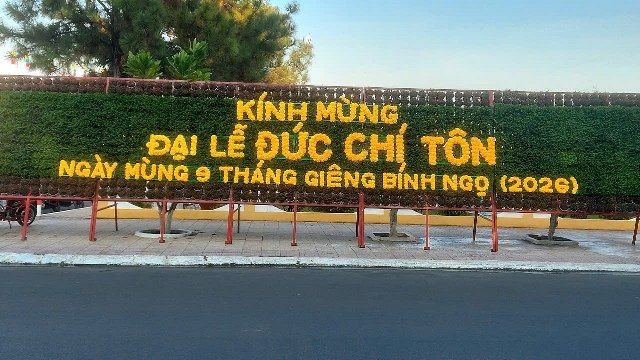 KÍNH MỪNG
ĐẠI LỄ ĐỨC CHÍ TÔN
NGÀY MÙNG 9 THÁNG GIÊNG BÍNH NGỌ (2026)